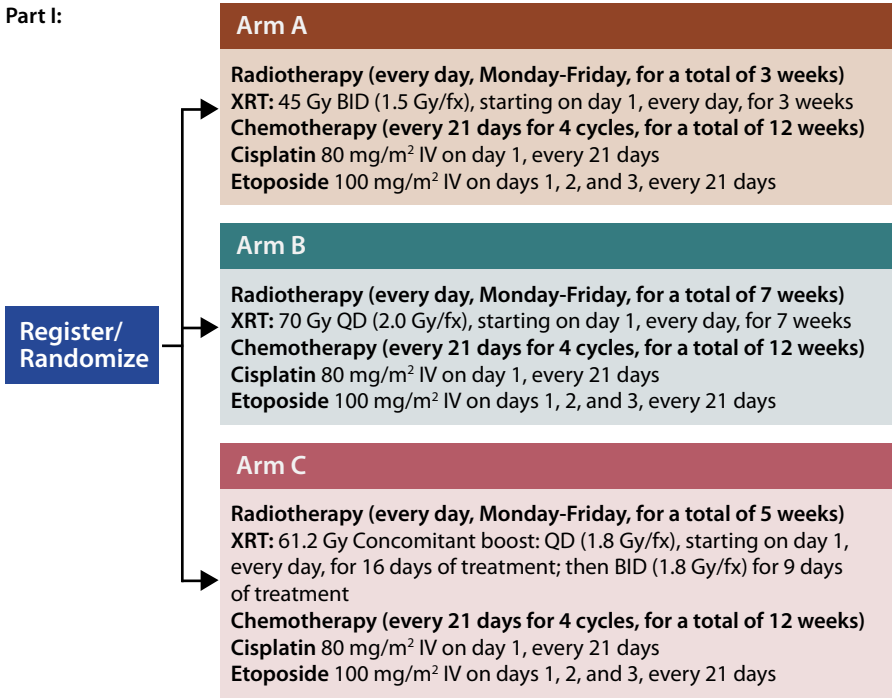 Part I:
Arm A
Radiotherapy (every day, Monday-Friday, for a total of 3 weeks)
XRT: 45 Gy BID (1.5 Gy/fx), starting on day 1, every day, for 3 weeks
Chemotherapy (every 21 days for 4 cycles, for a total of 12 weeks)
Cisplatin 80 mg/m² IV on day 1, every 21 days
Etoposide 100 mg/m² IV on days 1, 2, and 3, every 21 days
Register/
Randomize
Arm B
Radiotherapy (every day, Monday-Friday, for a total of 7 weeks)
XRT: 70 Gy QD (2.0 Gy/fx), starting on day 1, every day, for 7 weeks
Chemotherapy (every 21 days for 4 cycles, for a total of 12 weeks)
Cisplatin 80 mg/m² IV on day 1, every 21 days
Etoposide 100 mg/m² IV on days 1, 2, and 3, every 21 days
Arm C
Radiotherapy (every day, Monday-Friday, for a total of 5 weeks)
XRT: 61.2 Gy Concomitant boost: QD (1.8 Gy/fx), starting on day 1,
every day, for 16 days of treatment; then BID (1.8 Gy/fx) for 9 days
of treatment
Chemotherapy (every 21 days for 4 cycles, for a total of 12 weeks)
Cisplatin 80 mg/m² IV on day 1, every 21 days
Etoposide 100 mg/m² IV on days 1, 2, and 3, every 21 days